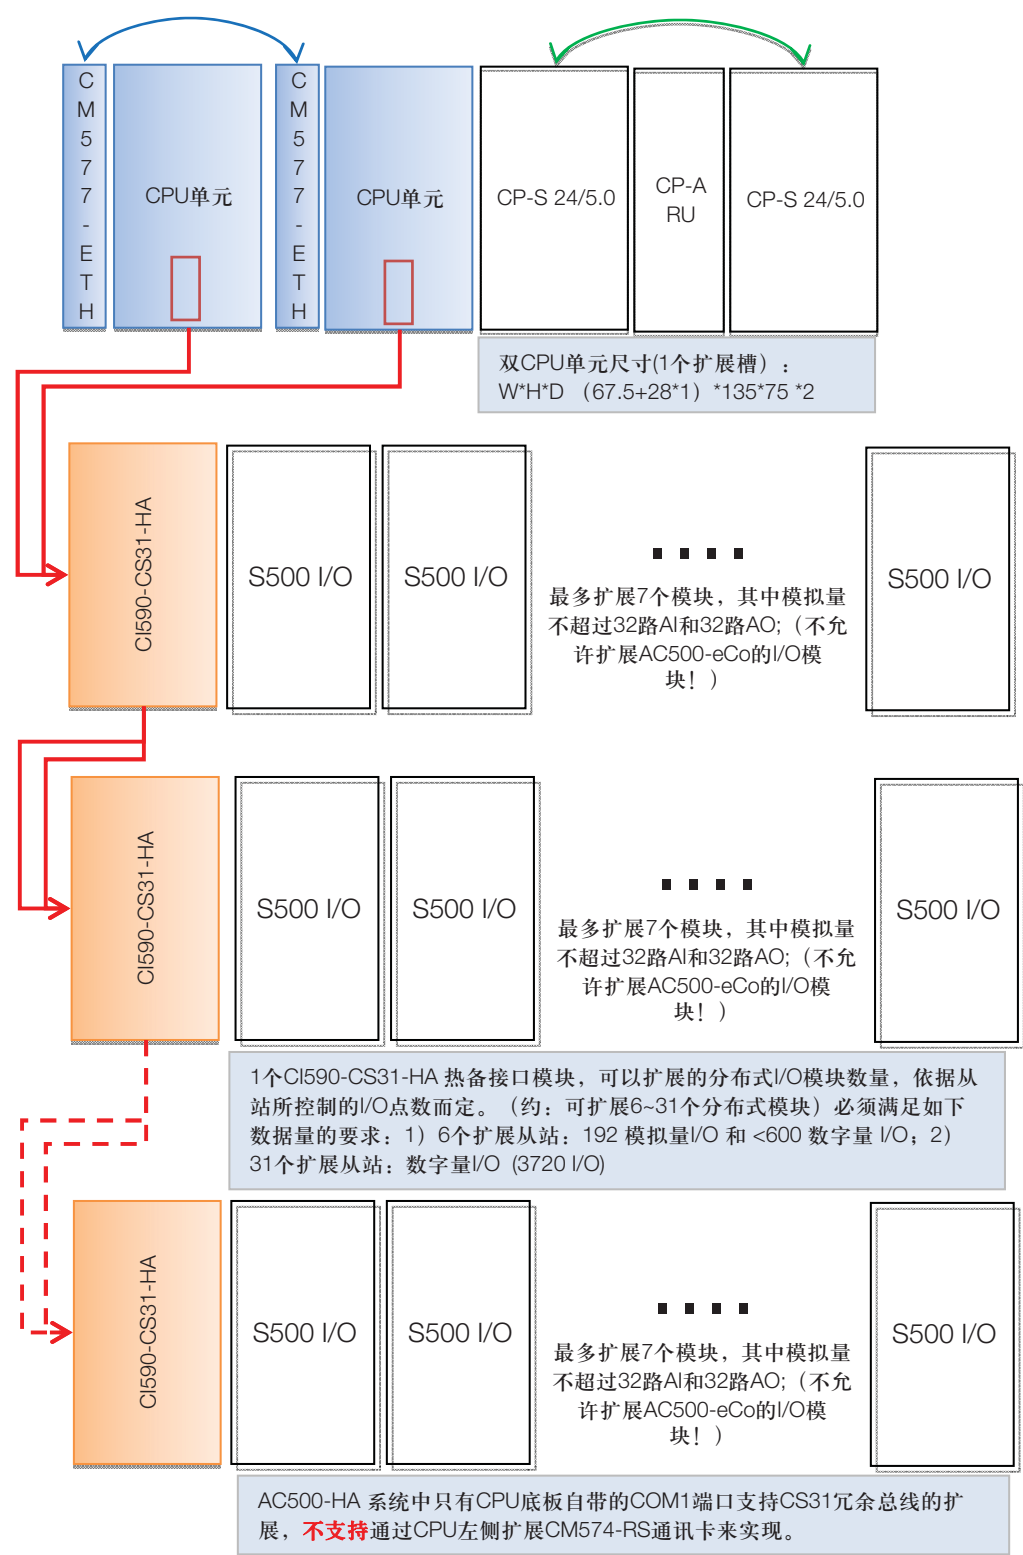 CM577-ETH
CPU单元
CM577-ETH
CPU单元
CP-S 24/5.0
CP-A
RU
CP-S 24/5.0
双CPU单元尺寸(1个扩展槽）：
W*H*D （67.5+28*1）*135*75 *2
CI590-CS31-HA
S500 I/O
S500 I/O
最多扩展7个模块，其中模拟量
不超过32路AI和32路AO;（不允
许扩展AC500-eCo的I/O模
块！）
S500 I/O
CI590-CS31-HA
S500 I/O
S500 I/O
最多扩展7个模块，其中模拟量
不超过32路AI和32路AO;（不允
许扩展AC500-eCo的I/O模
块！）
S500 I/O
1个CI590-CS31-HA 热备接口模块，可以扩展的分布式I/O模块数量，依据从
站所控制的I/O点数而定。（约：可扩展6~31个分布式模块）必须满足如下
数据量的要求：1）6个扩展从站：192 模拟量I/O 和 <600 数字量 I/O；2）
31个扩展从站：数字量I/O (3720 I/O)
CI590-CS31-HA
S500 I/O
S500 I/O
最多扩展7个模块，其中模拟量
不超过32路AI和32路AO;（不允
许扩展AC500-eCo的I/O模
块！）
S500 I/O
AC500-HA 系统中只有CPU底板自带的COM1端口支持CS31冗余总线的扩
展，不支持通过CPU左侧扩展CM574-RS通讯卡来实现。